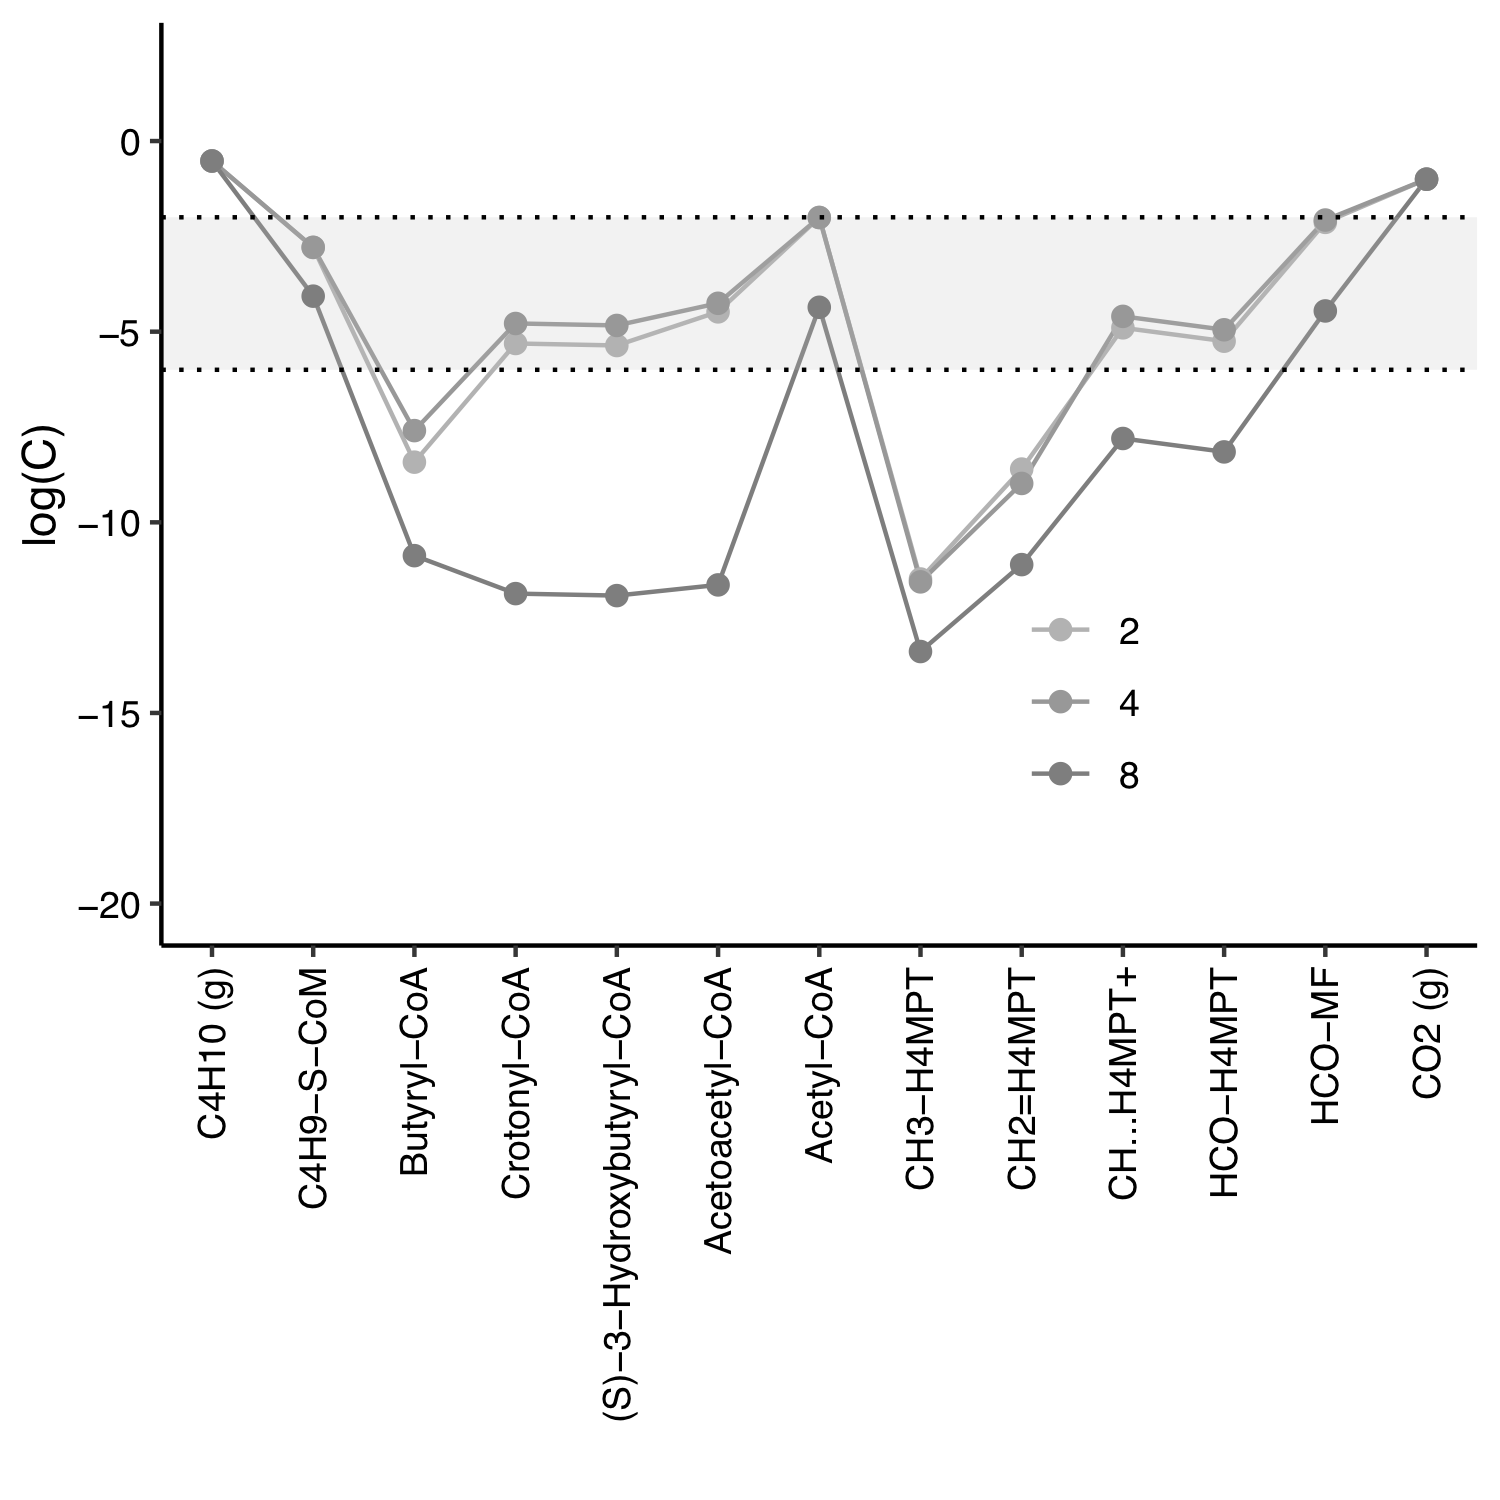 log(C)
0
−5
−10
−15
−20
2
4
8
C4H10 (g)
C4H9−S−CoM
Butyryl−CoA
Crotonyl−CoA
(S)−3−Hydroxybutyryl−CoA
Acetoacetyl−CoA
Acetyl−CoA
CH3−H4MPT
CH2=H4MPT
CH...H4MPT+
HCO−H4MPT
HCO−MF
CO2 (g)